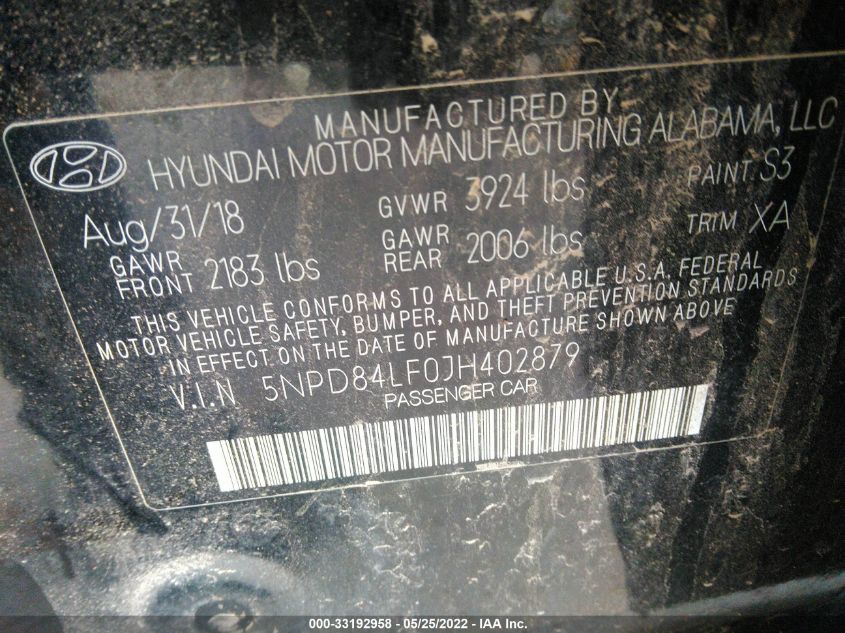 MANUFACTURED BY
HYUNDAI MOTOR MANUFACTURING ALABAMA, LLC
Aug/31/18 GVWR 3924 lbs PAINT S3
GAWR FRONT 2183 lbs GAWR REAR 2006 lbs TRIM XA
THIS VEHICLE CONFORMS TO ALL APPLICABLE U.S.A. FEDERAL
MOTOR VEHICLE SAFETY, BUMPER, AND THEFT PREVENTION STANDARDS
IN EFFECT ON THE DATE OF MANUFACTURE SHOWN ABOVE
V.I.N 5NPD84LF0JH402879
PASSENGER CAR
000-33192958 - 05/25/2022 - IAA Inc.